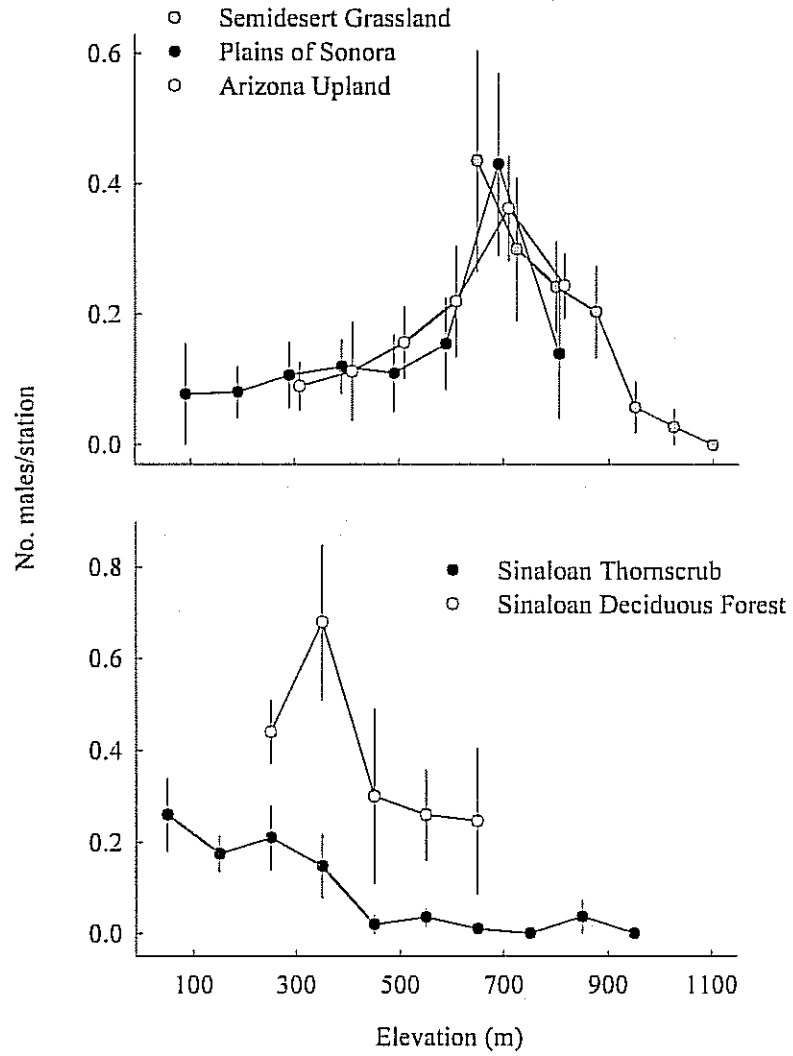 Semidesert Grassland
Plains of Sonora
Arizona Upland
0.6
0.4
0.2
0.0
No. males/station
Sinaloan Thornscrub
Sinaloan Deciduous Forest
0.8
0.6
0.4
0.2
0.0
100 300 500 700 900 1100
Elevation (m)